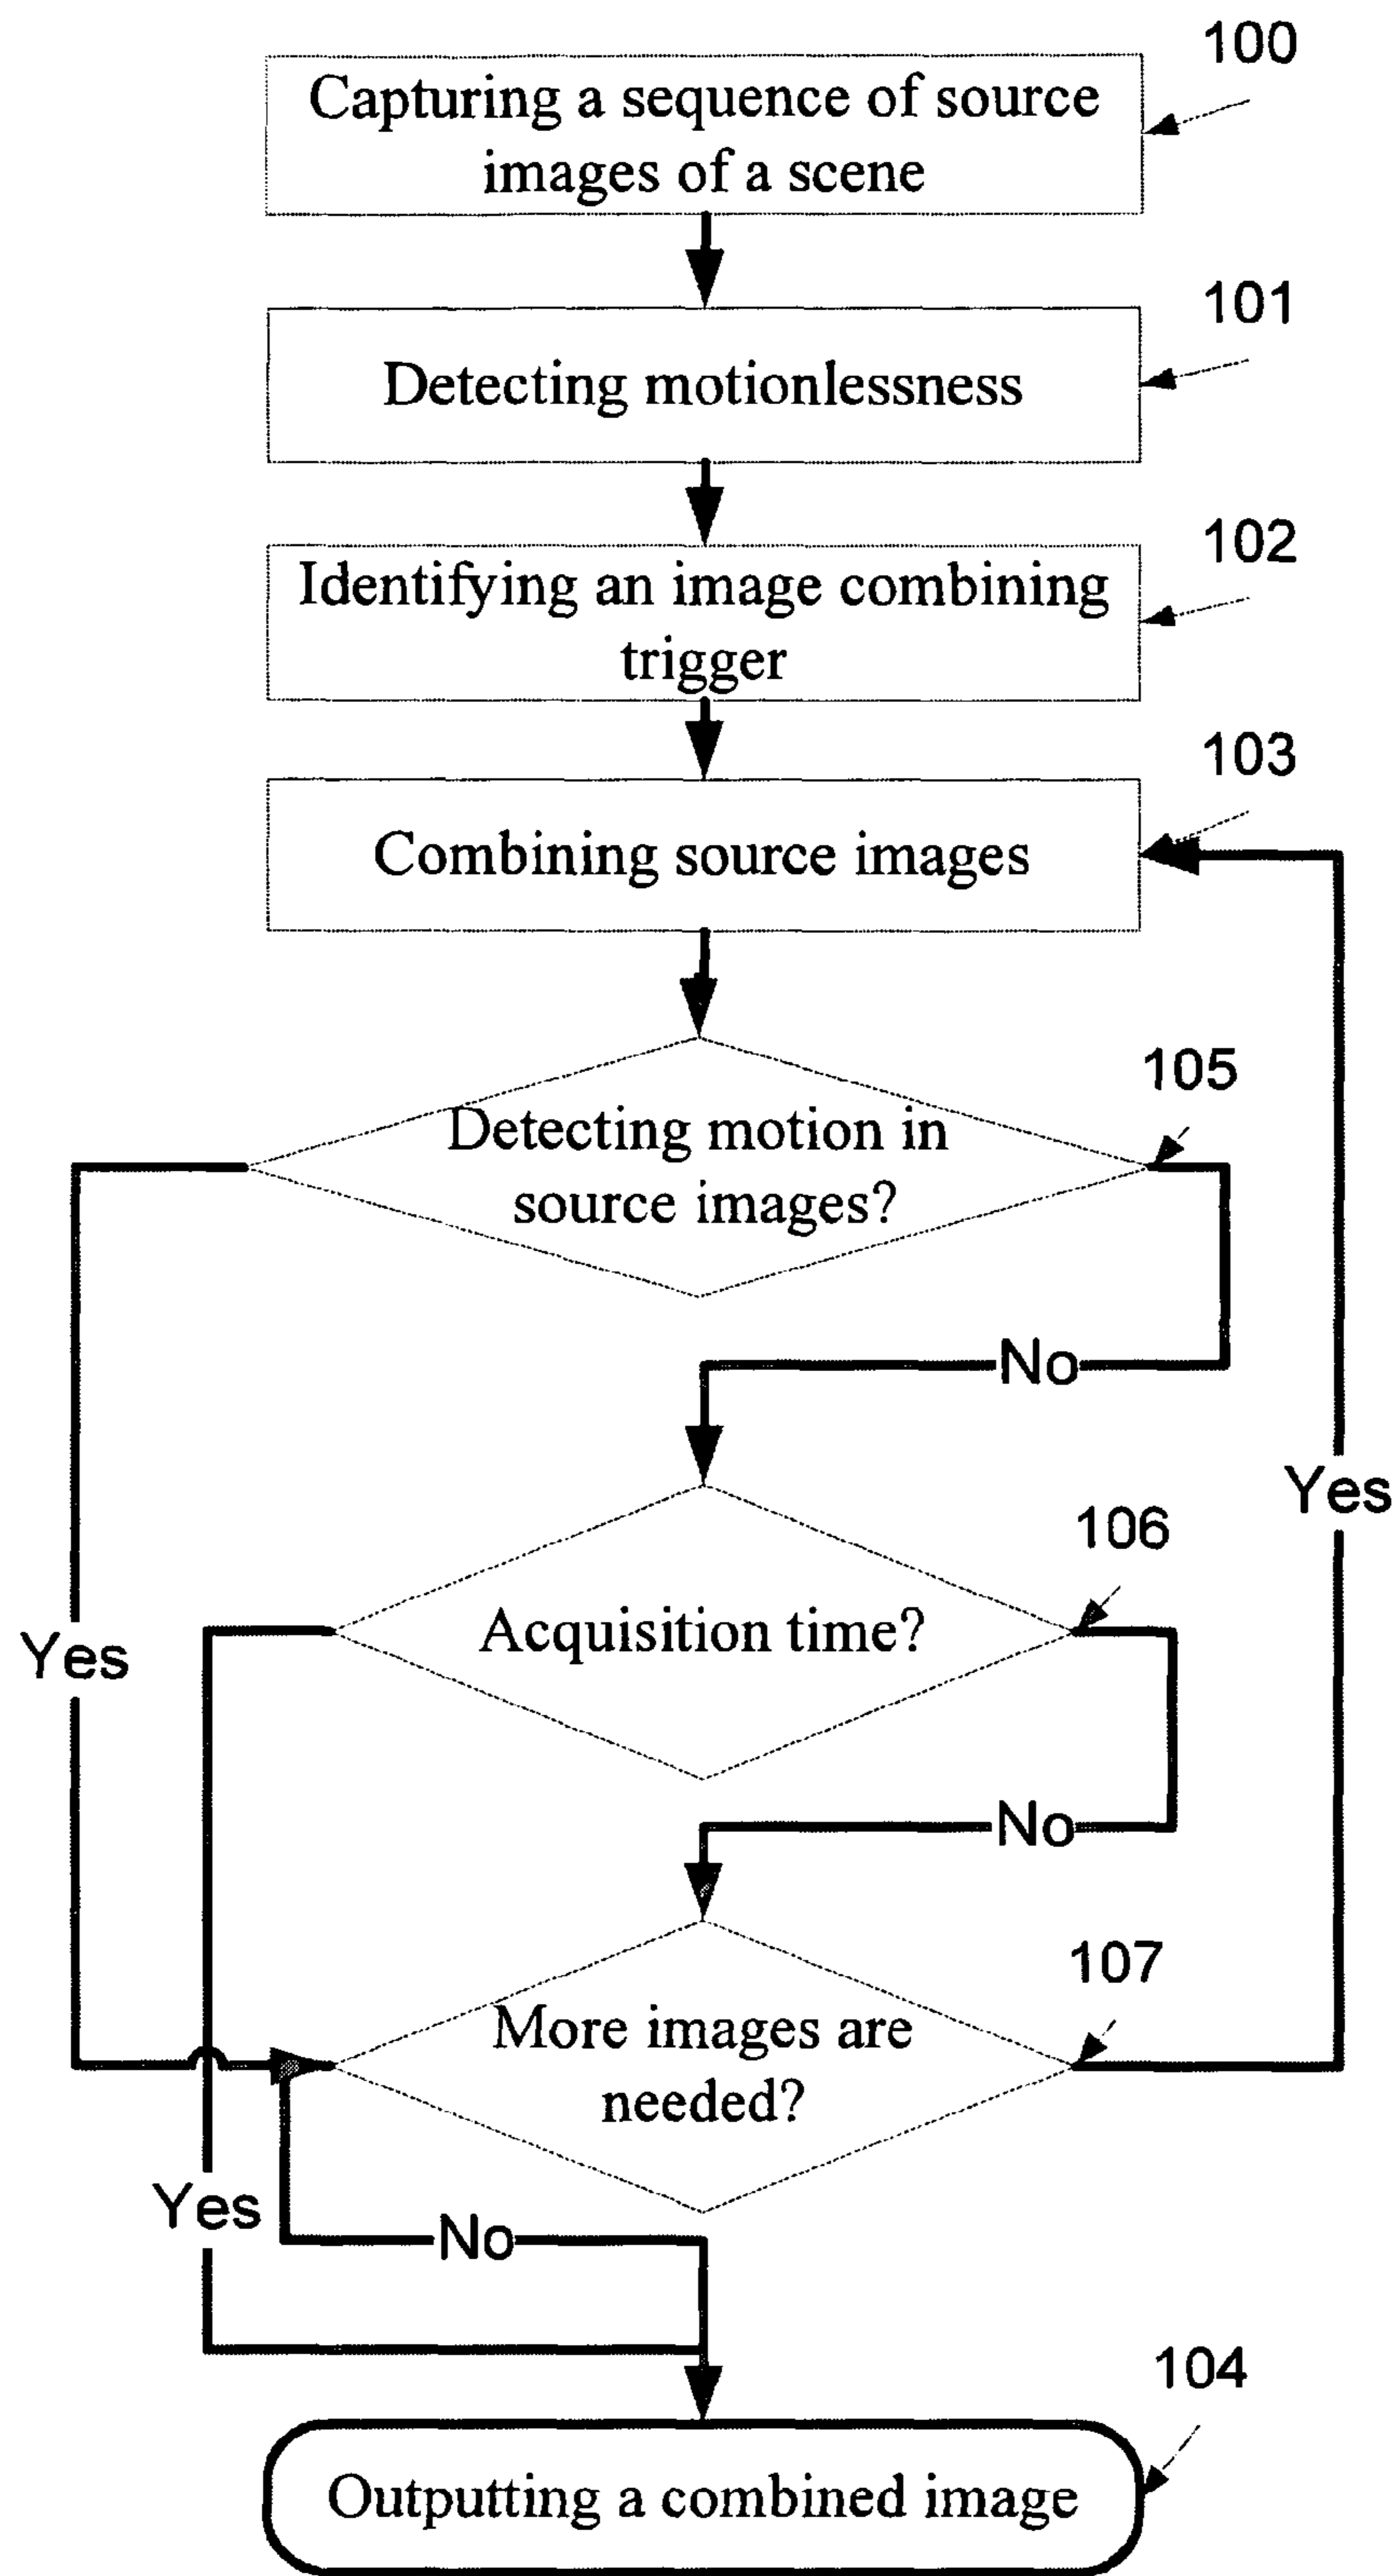 100
Capturing a sequence of source
images of a scene
101
Detecting motionlessness
102
Identifying an image combining
trigger
103
Combining source images
105
Detecting motion in
source images?
No
Yes
106
Acquisition time?
Yes
No
107
More images are
needed?
Yes
No
104
Outputting a combined image